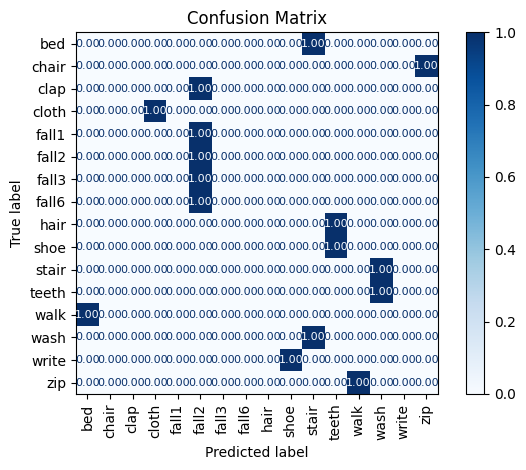 Confusion Matrix
True label
bed 0.00 0.00 0.00 0.00 0.00 0.00 0.00 0.00 0.00 0.00 1.00 0.00 0.00 0.00 0.00 0.00
chair 0.00 0.00 0.00 0.00 0.00 0.00 0.00 0.00 0.00 0.00 0.00 0.00 0.00 0.00 0.00 1.00
clap 0.00 0.00 0.00 0.00 0.00 1.00 0.00 0.00 0.00 0.00 0.00 0.00 0.00 0.00 0.00 0.00
cloth 0.00 0.00 0.00 1.00 0.00 0.00 0.00 0.00 0.00 0.00 0.00 0.00 0.00 0.00 0.00 0.00
fall1 0.00 0.00 0.00 0.00 0.00 1.00 0.00 0.00 0.00 0.00 0.00 0.00 0.00 0.00 0.00 0.00
fall2 0.00 0.00 0.00 0.00 0.00 1.00 0.00 0.00 0.00 0.00 0.00 0.00 0.00 0.00 0.00 0.00
fall3 0.00 0.00 0.00 0.00 0.00 1.00 0.00 0.00 0.00 0.00 0.00 0.00 0.00 0.00 0.00 0.00
fall6 0.00 0.00 0.00 0.00 0.00 1.00 0.00 0.00 0.00 0.00 0.00 0.00 0.00 0.00 0.00 0.00
hair 0.00 0.00 0.00 0.00 0.00 0.00 0.00 0.00 0.00 0.00 0.00 1.00 0.00 0.00 0.00 0.00
shoe 0.00 0.00 0.00 0.00 0.00 0.00 0.00 0.00 0.00 0.00 0.00 1.00 0.00 0.00 0.00 0.00
stair 0.00 0.00 0.00 0.00 0.00 0.00 0.00 0.00 0.00 0.00 0.00 0.00 0.00 1.00 0.00 0.00
teeth 0.00 0.00 0.00 0.00 0.00 0.00 0.00 0.00 0.00 0.00 0.00 0.00 0.00 1.00 0.00 0.00
walk 1.00 0.00 0.00 0.00 0.00 0.00 0.00 0.00 0.00 0.00 0.00 0.00 0.00 0.00 0.00 0.00
wash 0.00 0.00 0.00 0.00 0.00 0.00 0.00 0.00 0.00 0.00 1.00 0.00 0.00 0.00 0.00 0.00
write 0.00 0.00 0.00 0.00 0.00 0.00 0.00 0.00 0.00 1.00 0.00 0.00 0.00 0.00 0.00 0.00
zip 0.00 0.00 0.00 0.00 0.00 0.00 0.00 0.00 0.00 0.00 0.00 0.00 1.00 0.00 0.00 0.00
bed chair clap cloth fall1 fall2 fall3 fall6 hair shoe stair teeth walk wash write zip
Predicted label
1.0
0.8
0.6
0.4
0.2
0.0